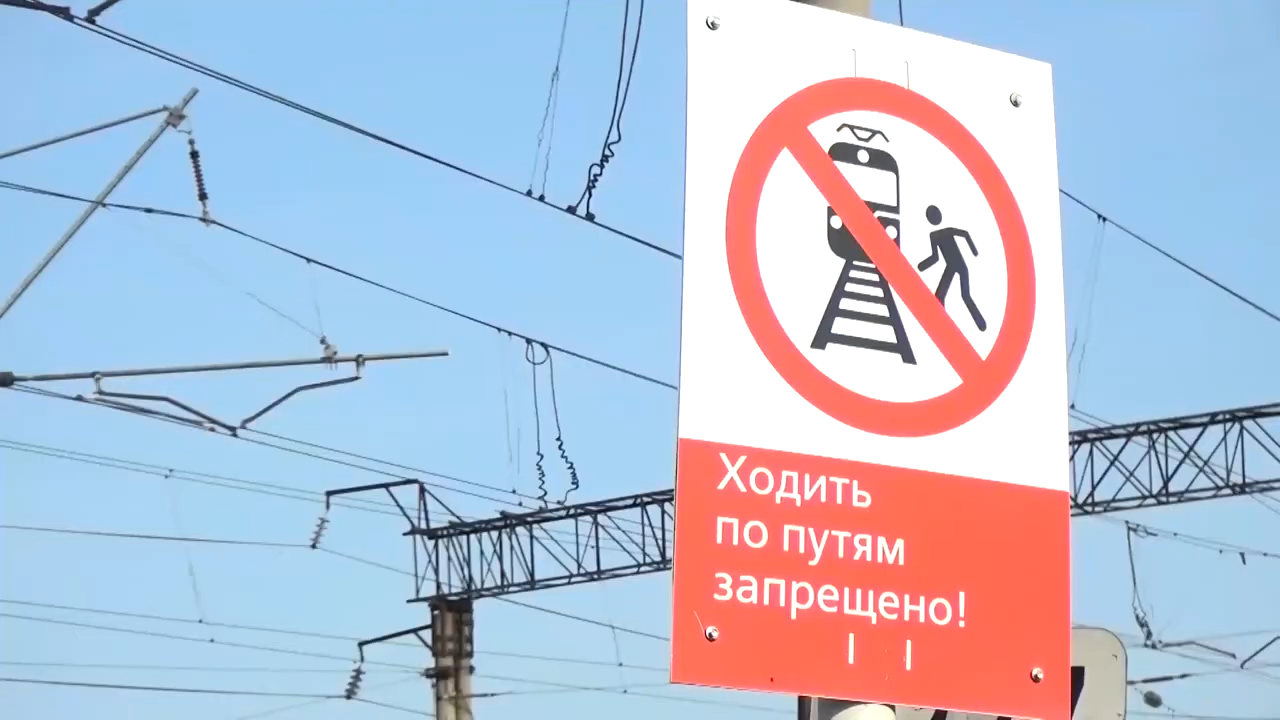 Ходить
по путям
запрещено!